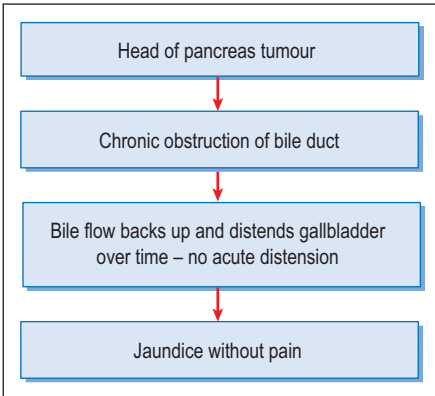 Head of pancreas tumour
Chronic obstruction of bile duct
Bile flow backs up and distends gallbladder
over time – no acute distension
Jaundice without pain